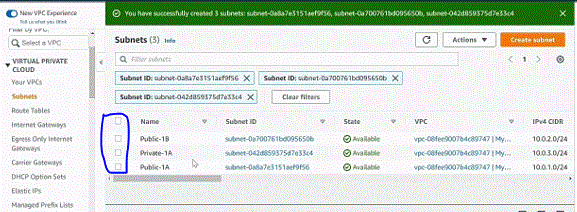 New VPC Experience
Tell us what you think
Filter by VPC:
Select a VPC
VIRTUAL PRIVATE CLOUD
Your VPCs
Subnets
Route Tables
Internet Gateways
Egress Only Internet Gateways
Carrier Gateways
DHCP Option Sets
Elastic IPs
Managed Prefix Lists
You have successfully created 3 subnets: subnet-0a8a7e3151aef9f56, subnet-0a700761bd095650b, subnet-042d859375d7e33c4
Subnets (3) Info
Actions
Create subnet
Filter subnets
1
Subnet ID: subnet-0a8a7e3151aef9f56
Subnet ID: subnet-0a700761bd095650b
Subnet ID: subnet-042d859375d7e33c4
Clear filters
Name Subnet ID State VPC IPv4 CIDR
Public-1B subnet-0a700761bd095650b Available vpc-08fee9007b4c89747 | My... 10.0.2.0/24
Private-1A subnet-042d859375d7e33c4 Available vpc-08fee9007b4c89747 | My... 10.0.3.0/24
Public-1A subnet-0a8a7e3151aef9f56 Available vpc-08fee9007b4c89747 | My... 10.0.1.0/24